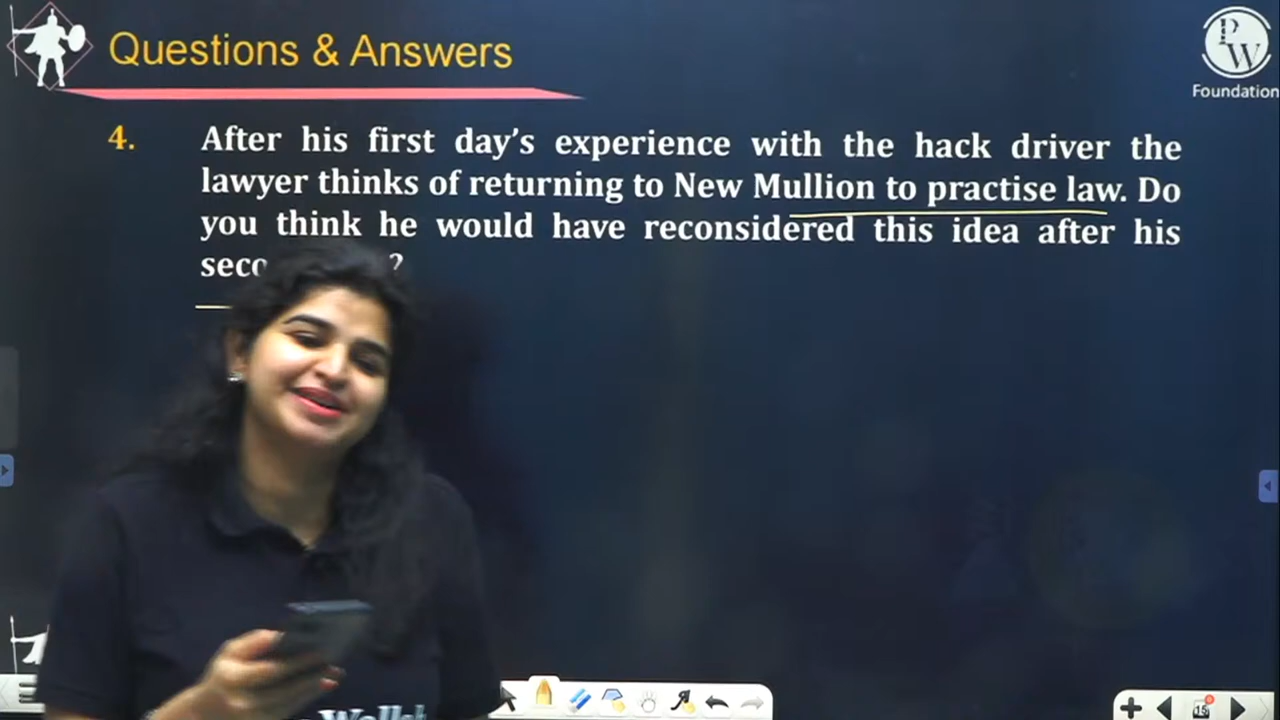 Questions & Answers
P
W
Foundation
4. After his first day's experience with the hack driver the
lawyer thinks of returning to New Mullion to practise law. Do
you think he would have reconsidered this idea after his
?
15